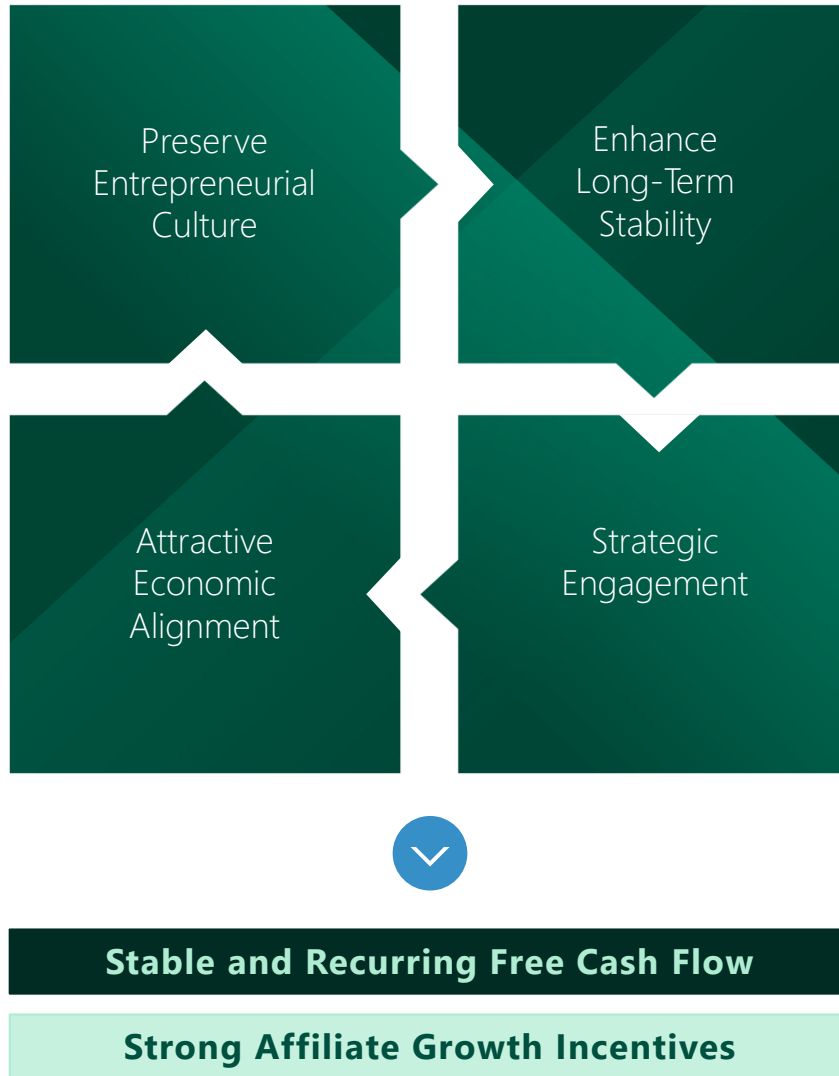 Preserve
Entrepreneurial
Culture
Enhance
Long-Term
Stability
Attractive
Economic
Alignment
Strategic
Engagement
Stable and Recurring Free Cash Flow
Strong Affiliate Growth Incentives